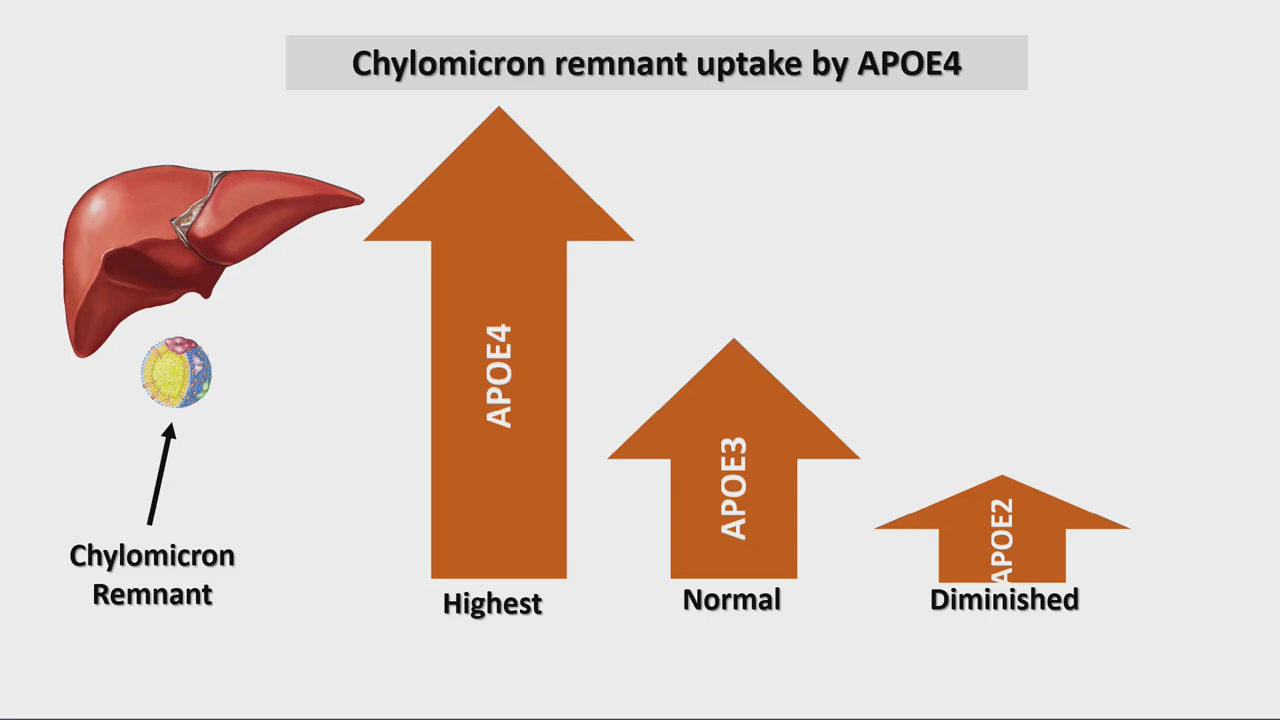 Chylomicron remnant uptake by APOE4
APOE4
APOE3
APOE2
Chylomicron
Remnant
Highest
Normal
Diminished